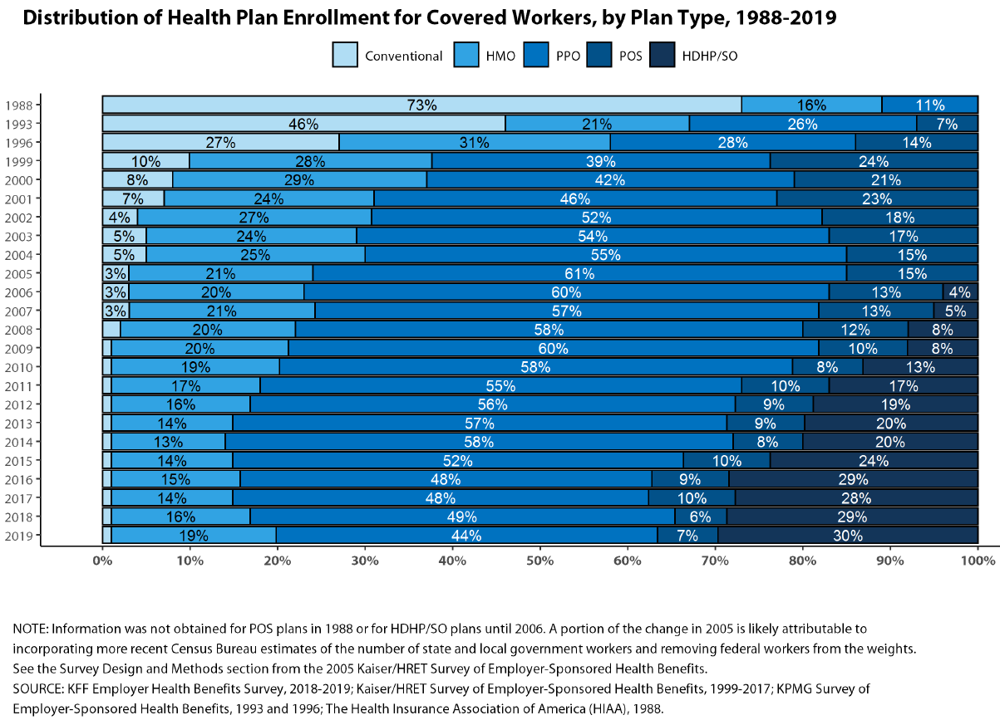 Distribution of Health Plan Enrollment for Covered Workers, by Plan Type, 1988-2019
Conventional HMO PPO POS HDHP/SO
1988 73% 16% 11%
1993 46% 21% 26% 7%
1996 27% 31% 28% 14%
1999 10% 28% 39% 24%
2000 8% 29% 42% 21%
2001 7% 24% 46% 23%
2002 4% 27% 52% 18%
2003 5% 24% 54% 17%
2004 5% 25% 55% 15%
2005 3% 21% 61% 15%
2006 3% 20% 60% 13% 4%
2007 3% 21% 57% 13% 5%
2008 20% 58% 12% 8%
2009 20% 60% 10% 8%
2010 19% 58% 8% 13%
2011 17% 55% 10% 17%
2012 16% 56% 9% 19%
2013 14% 57% 9% 20%
2014 13% 58% 8% 20%
2015 14% 52% 10% 24%
2016 15% 48% 9% 29%
2017 14% 48% 10% 28%
2018 16% 49% 6% 29%
2019 19% 44% 7% 30%
0% 10% 20% 30% 40% 50% 60% 70% 80% 90% 100%
NOTE: Information was not obtained for POS plans in 1988 or for HDHP/SO plans until 2006. A portion of the change in 2005 is likely attributable to
incorporating more recent Census Bureau estimates of the number of state and local government workers and removing federal workers from the weights.
See the Survey Design and Methods section from the 2005 Kaiser/HRET Survey of Employer-Sponsored Health Benefits.
SOURCE: KFF Employer Health Benefits Survey, 2018-2019; Kaiser/HRET Survey of Employer-Sponsored Health Benefits, 1999-2017; KPMG Survey of
Employer-Sponsored Health Benefits, 1993 and 1996; The Health Insurance Association of America (HIAA), 1988.